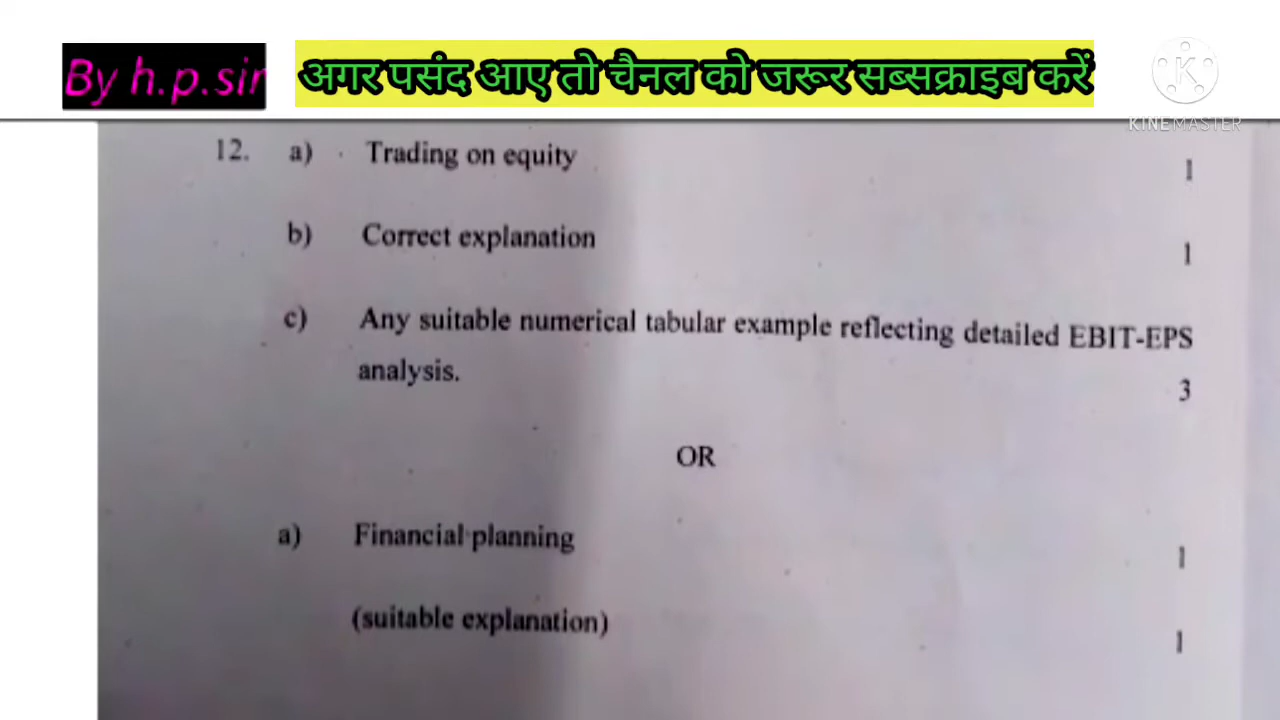 By h.p.sir अगर पसंद आए तो चैनल को जरूर सब्सक्राइब करें
K
KINEMASTER
12. a) Trading on equity 1
b) Correct explanation 1
c) Any suitable numerical tabular example reflecting detailed EBIT-EPS
analysis. 3
OR
a) Financial planning 1
(suitable explanation) 1